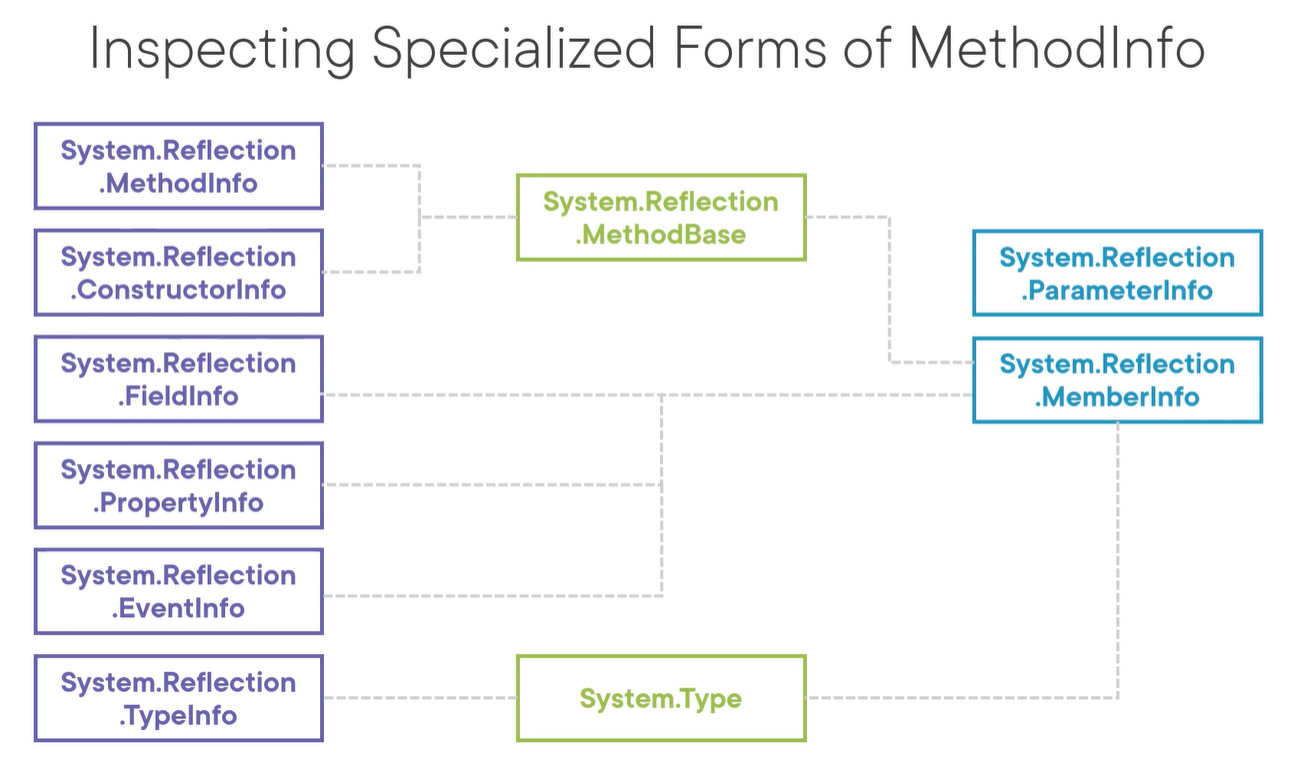 Inspecting Specialized Forms of MethodInfo
System.Reflection
.MethodInfo
System.Reflection
.ConstructorInfo
System.Reflection
.FieldInfo
System.Reflection
.PropertyInfo
System.Reflection
.EventInfo
System.Reflection
.TypeInfo
System.Reflection
.MethodBase
System.Type
System.Reflection
.ParameterInfo
System.Reflection
.MemberInfo